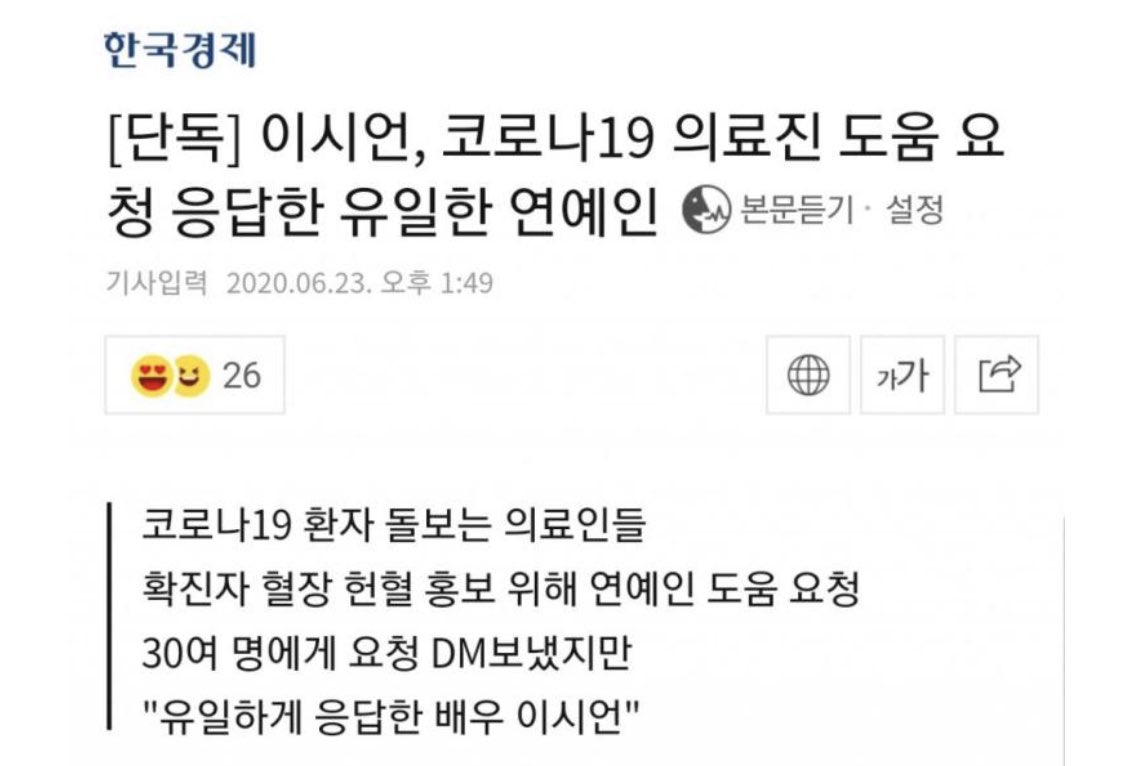 한국경제
[단독] 이시언, 코로나19 의료진 도움 요
청 응답한 유일한 연예인 본문듣기 · 설정
기사입력 2020.06.23. 오후 1:49
26
가가
코로나19 환자 돌보는 의료인들
확진자 혈장 헌혈 홍보 위해 연예인 도움 요청
30여 명에게 요청 DM보냈지만
"유일하게 응답한 배우 이시언"